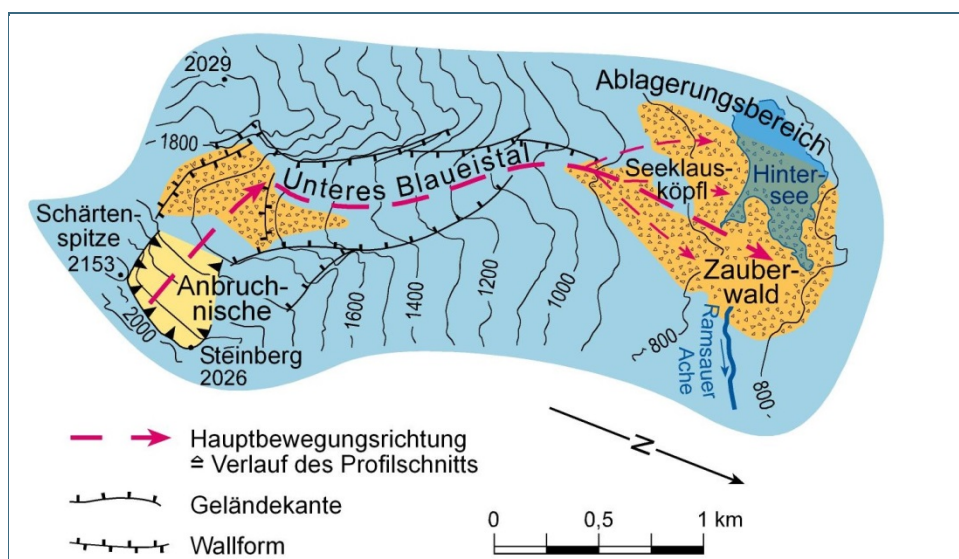 2029
1800
Ablagerungsbereich
Unteres Blaueistal
Seeklaus-
köpfl
Hinter-
see
Schärten-
spitze
2153
Anbruch-
nische
2000
Steinberg
2026
1600
1400
1200
1000
800
Zauber-
wald
Ramsauer
Ache
800
N
Hauptbewegungsrichtung
≙ Verlauf des Profilschnitts
Geländekante
Wallform
0 0,5 1 km